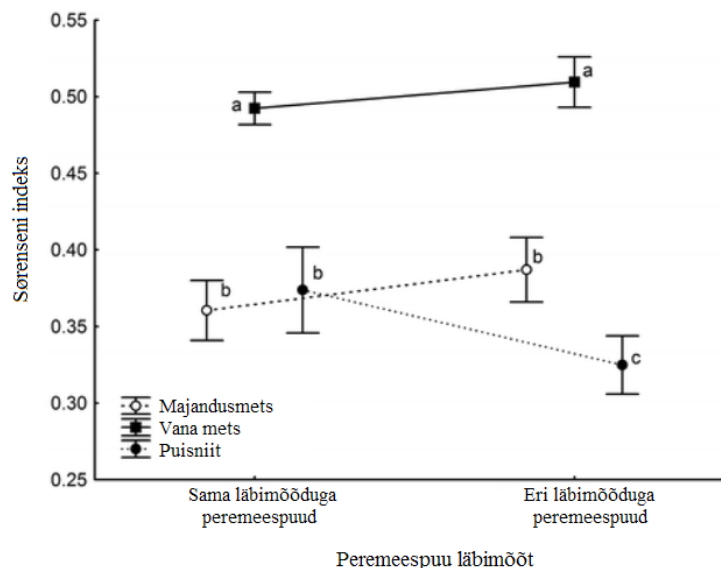 0.55
0.50
0.45
0.40
0.35
0.30
0.25
Sørenseni indeks
a
a
b
b
b
c
Majandusmets
Vana mets
Puisniit
Sama läbimõõduga
peremeespuud
Eri läbimõõduga
peremeespuud
Peremeespuu läbimõõt